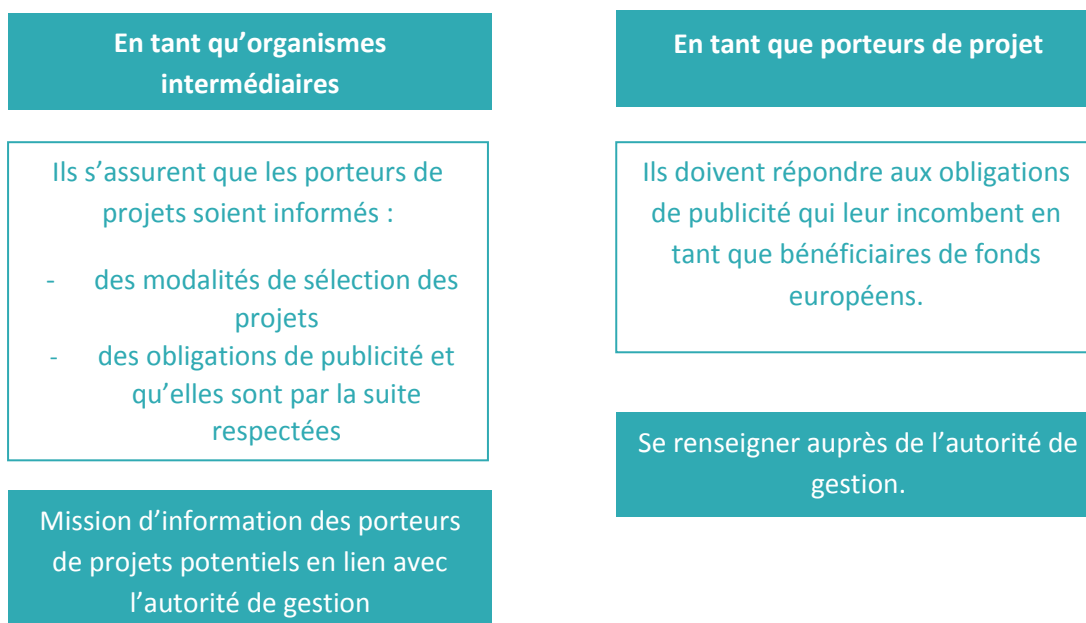 En tant qu’organismes
intermédiaires
Ils s’assurent que les porteurs de
projets soient informés :
- des modalités de sélection des
projets
- des obligations de publicité et
qu’elles sont par la suite
respectées
Mission d’information des porteurs
de projets potentiels en lien avec
l’autorité de gestion
En tant que porteurs de projet
Ils doivent répondre aux obligations
de publicité qui leur incombent en
tant que bénéficiaires de fonds
européens.
Se renseigner auprès de l’autorité de
gestion.